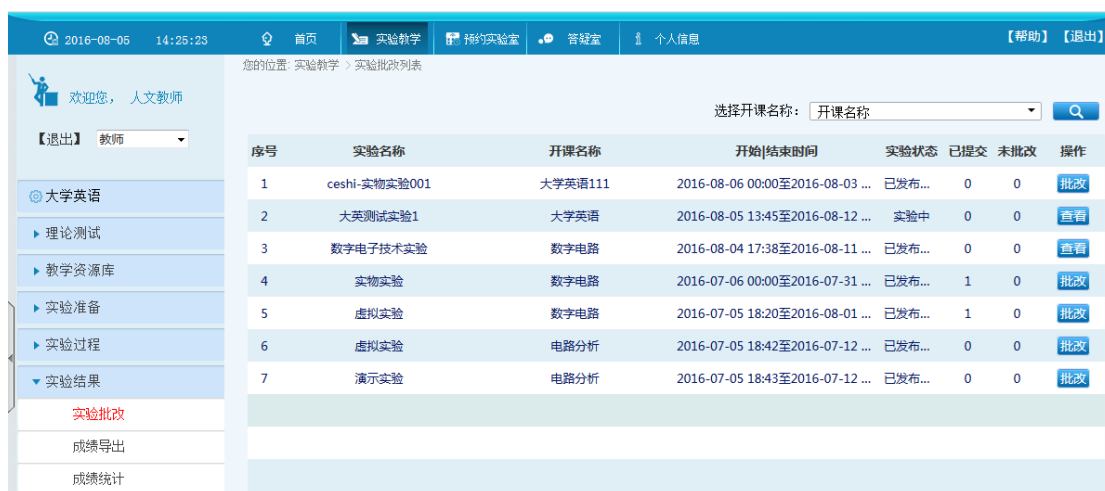 2016-08-05 14:25:23 首页 实验教学 预约实验室 答疑室 个人信息 【帮助】 【退出】
您的位置: 实验教学 > 实验批改列表
欢迎您， 人文教师
选择开课名称： 开课名称
【退出】 教师
序号 实验名称 开课名称 开始|结束时间 实验状态 已提交 未批改 操作
1 ceshi-实物实验001 大学英语111 2016-08-06 00:00至2016-08-03 ... 已发布... 0 0 批改
大学英语
2 大英测试实验1 大学英语 2016-08-05 13:45至2016-08-12 ... 实验中 0 0 查看
理论测试
3 数字电子技术实验 数字电路 2016-08-04 17:38至2016-08-11 ... 已发布... 0 0 查看
教学资源库
4 实物实验 数字电路 2016-07-06 00:00至2016-07-31 ... 已发布... 1 0 批改
实验准备
5 虚拟实验 数字电路 2016-07-05 18:20至2016-08-01 ... 已发布... 1 0 批改
实验过程
6 虚拟实验 电路分析 2016-07-05 18:42至2016-07-12 ... 已发布... 0 0 批改
实验结果
7 演示实验 电路分析 2016-07-05 18:43至2016-07-12 ... 已发布... 0 0 批改
实验批改
成绩导出
成绩统计